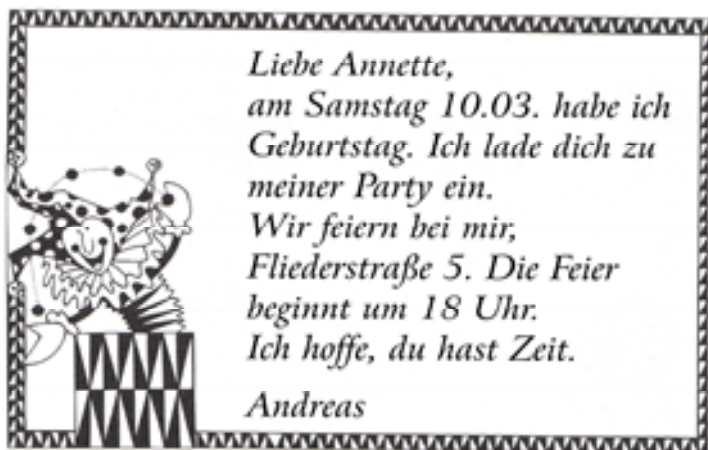 Liebe Annette,
am Samstag 10.03. habe ich
Geburtstag. Ich lade dich zu
meiner Party ein.
Wir feiern bei mir,
Fliederstraße 5. Die Feier
beginnt um 18 Uhr.
Ich hoffe, du hast Zeit.
Andreas